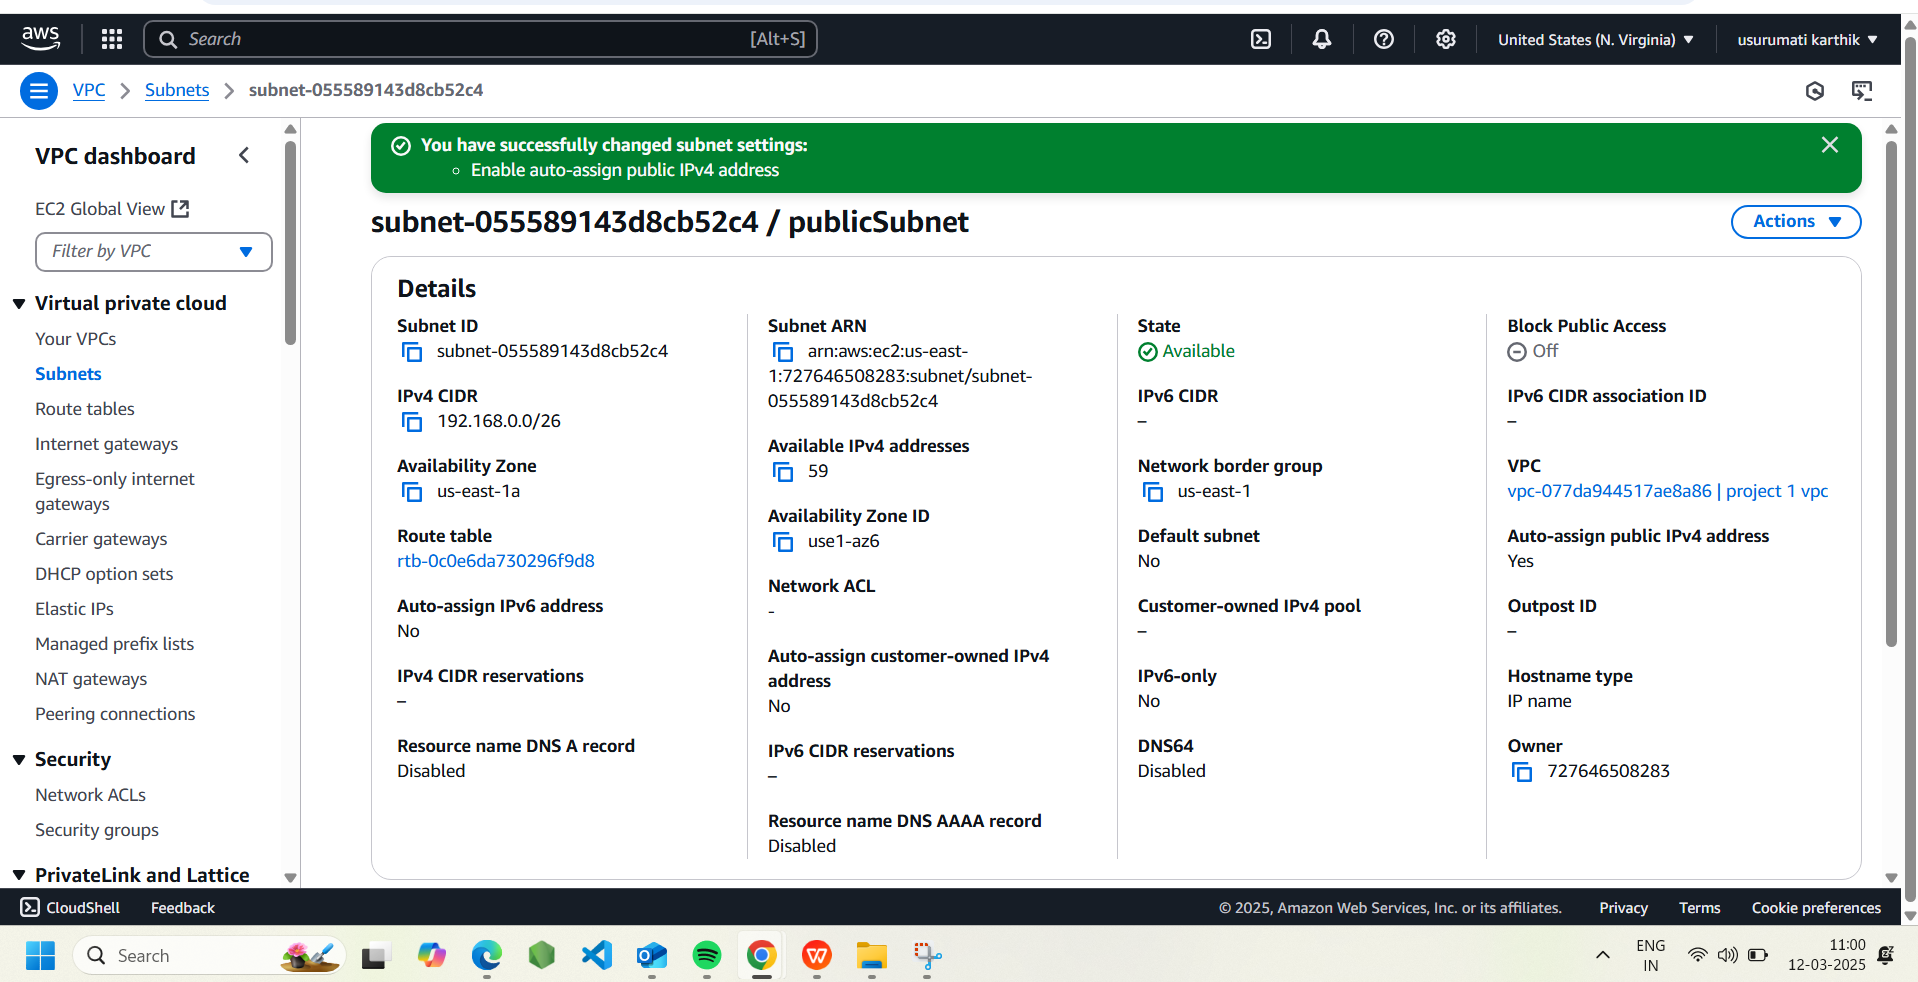 aws
Search
[Alt+S]
United States (N. Virginia)
usurumati karthik
VPC
Subnets
subnet-055589143d8cb52c4
VPC dashboard
EC2 Global View
Filter by VPC
Virtual private cloud
Your VPCs
Subnets
Route tables
Internet gateways
Egress-only internet
gateways
Carrier gateways
DHCP option sets
Elastic IPs
Managed prefix lists
NAT gateways
Peering connections
Security
Network ACLs
Security groups
PrivateLink and Lattice
You have successfully changed subnet settings:
Enable auto-assign public IPv4 address
subnet-055589143d8cb52c4 / publicSubnet
Actions
Details
Subnet ID
subnet-055589143d8cb52c4
IPv4 CIDR
192.168.0.0/26
Availability Zone
us-east-1a
Route table
rtb-0c0e6da730296f9d8
Auto-assign IPv6 address
No
IPv4 CIDR reservations
–
Resource name DNS A record
Disabled
Subnet ARN
arn:aws:ec2:us-east-
1:727646508283:subnet/subnet-
055589143d8cb52c4
Available IPv4 addresses
59
Availability Zone ID
use1-az6
Network ACL
-
Auto-assign customer-owned IPv4
address
No
IPv6 CIDR reservations
–
Resource name DNS AAAA record
Disabled
State
Available
IPv6 CIDR
–
Network border group
us-east-1
Default subnet
No
Customer-owned IPv4 pool
–
IPv6-only
No
DNS64
Disabled
Block Public Access
Off
IPv6 CIDR association ID
–
VPC
vpc-077da944517ae8a86 | project 1 vpc
Auto-assign public IPv4 address
Yes
Outpost ID
–
Hostname type
IP name
Owner
727646508283
CloudShell
Feedback
© 2025, Amazon Web Services, Inc. or its affiliates.
Privacy
Terms
Cookie preferences
Search
ENG
IN
11:00
12-03-2025